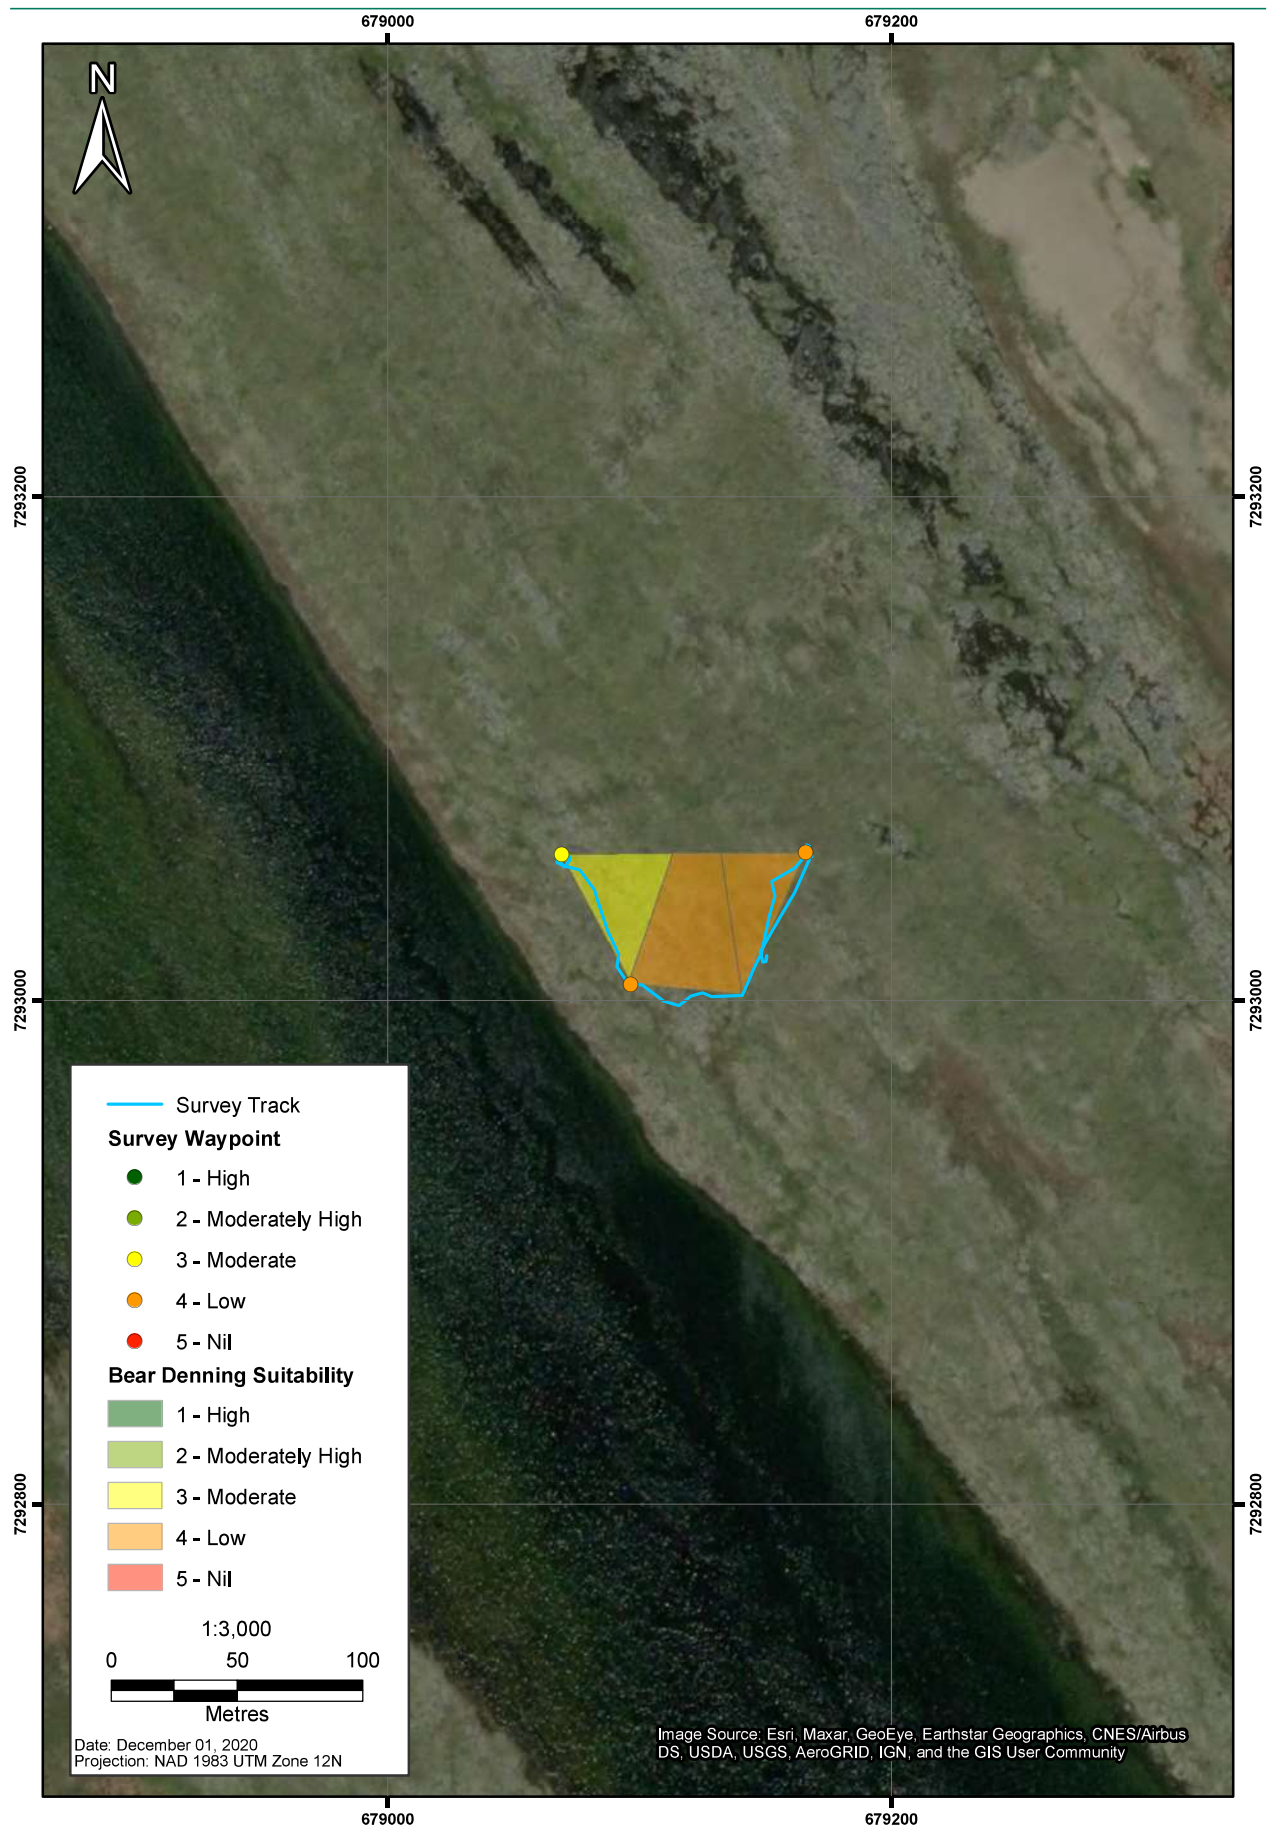 679000 679200
N
7293200 7293200
7293000 7293000
7292800 7292800
Survey Track
Survey Waypoint
1 - High
2 - Moderately High
3 - Moderate
4 - Low
5 - Nil
Bear Denning Suitability
1 - High
2 - Moderately High
3 - Moderate
4 - Low
5 - Nil
1:3,000
0 50 100
Metres
Date: December 01, 2020
Projection: NAD 1983 UTM Zone 12N
Image Source: Esri, Maxar, GeoEye, Earthstar Geographics, CNES/Airbus
DS, USDA, USGS, AeroGRID, IGN, and the GIS User Community
679000 679200